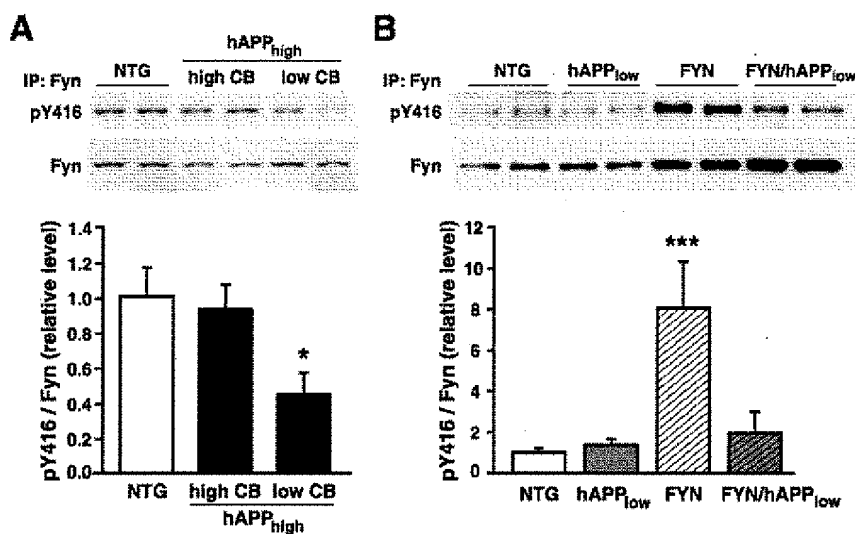 A
hAPPhigh
NTG
high CB
low CB
IP: Fyn
pY416
Fyn
pY416 / Fyn (relative level)
1.4
1.2
1.0
0.8
0.6
0.4
0.2
0.0
*
NTG
high CB
low CB
hAPPhigh
B
IP: Fyn
NTG
hAPPlow
FYN
FYN/hAPPlow
pY416
Fyn
pY416 / Fyn (relative level)
12
10
8
6
4
2
0
***
NTG
hAPPlow
FYN
FYN/hAPPlow